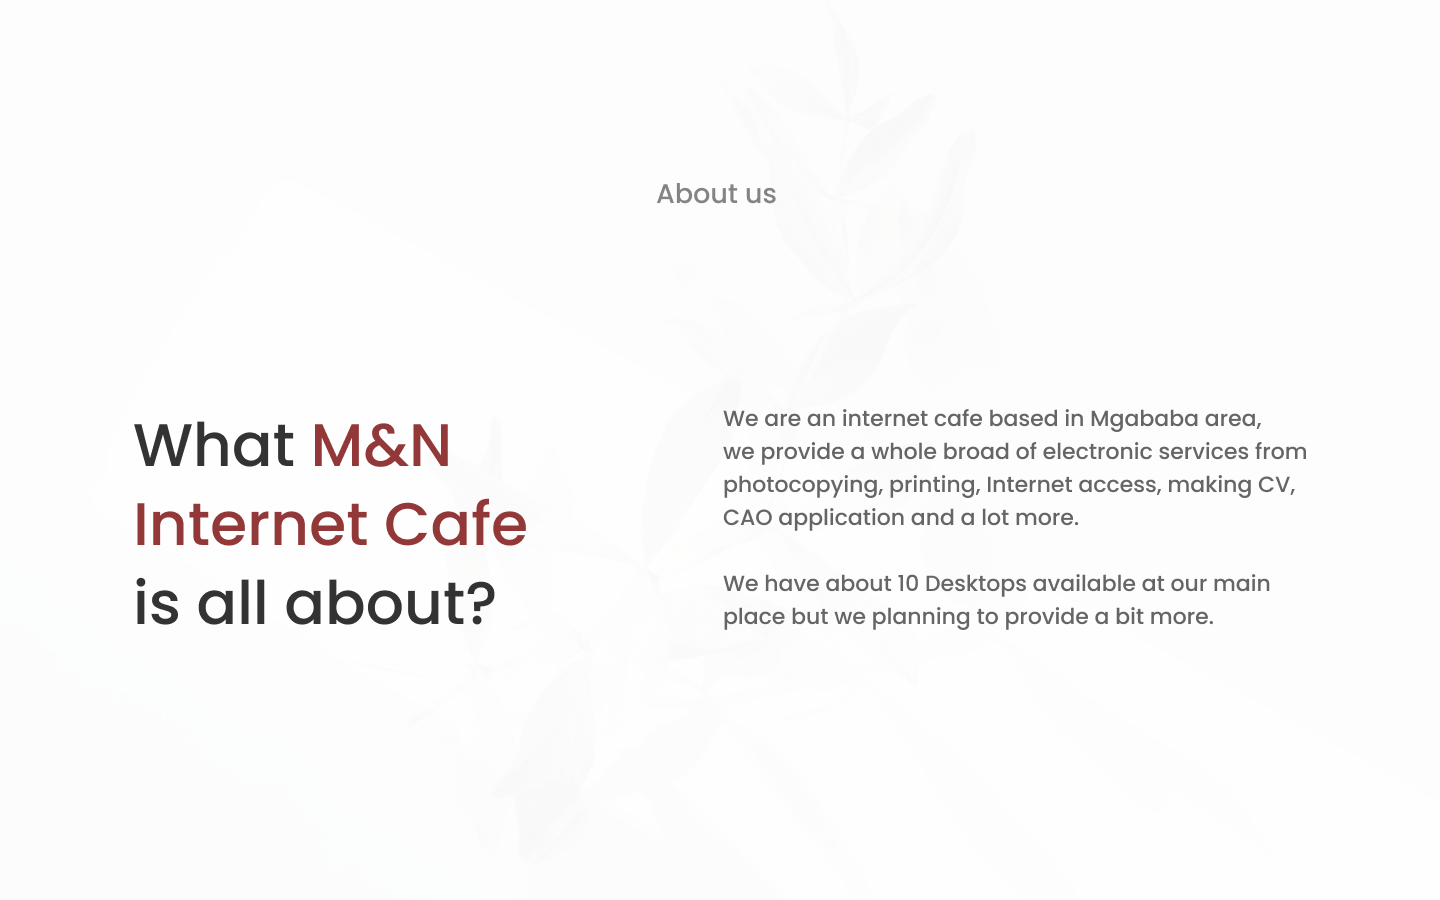 About us
What M&N
Internet Cafe
is all about?
We are an internet cafe based in Mgababa area,
we provide a whole broad of electronic services from
photocopying, printing, Internet access, making CV,
CAO application and a lot more.
We have about 10 Desktops available at our main
place but we planning to provide a bit more.